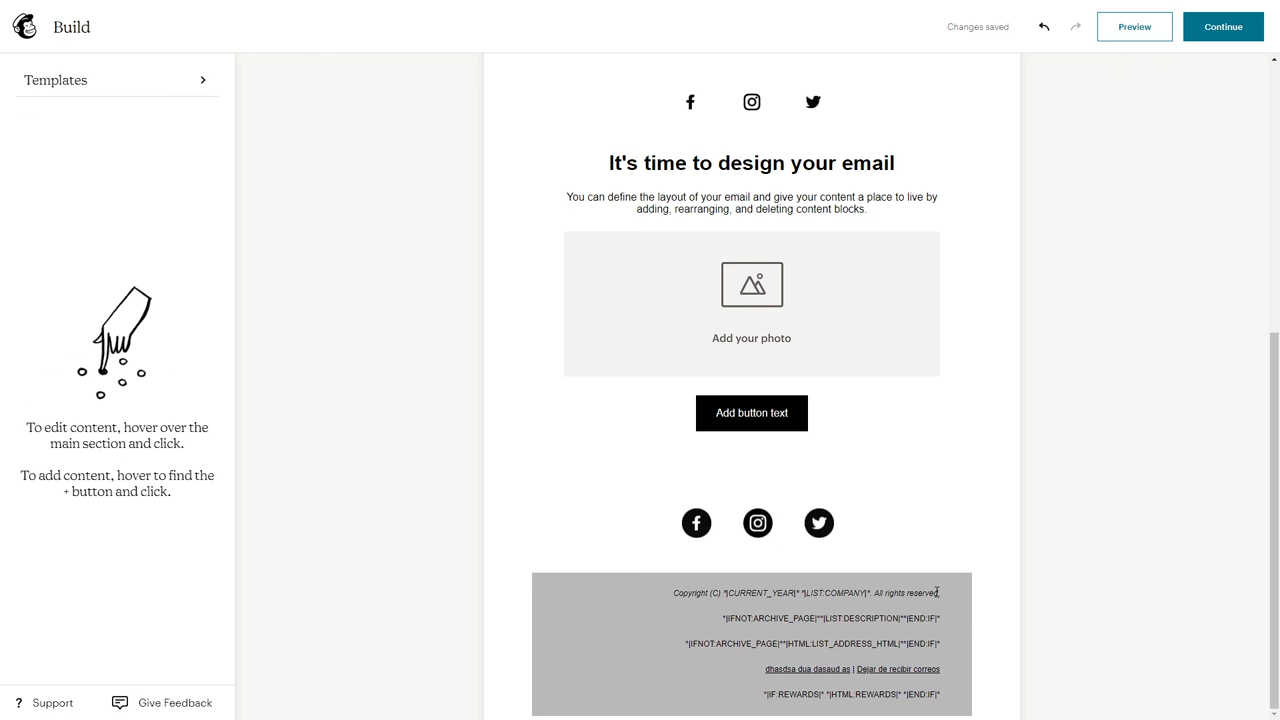 Build
Changes saved
Preview
Continue
Templates
To edit content, hover over the
main section and click.
To add content, hover to find the
+ button and click.
? Support
Give Feedback
It's time to design your email
You can define the layout of your email and give your content a place to live by
adding, rearranging, and deleting content blocks.
Add your photo
Add button text
Copyright (C) *|CURRENT_YEAR|* *|LIST:COMPANY|*. All rights reserved.
*|IFNOT:ARCHIVE_PAGE|**|LIST:DESCRIPTION|**|END:IF|*
*|IFNOT:ARCHIVE_PAGE|**|HTML:LIST_ADDRESS_HTML|**|END:IF|*
dhasdsa dua dasaud as | Dejar de recibir correos
*|IF:REWARDS|* *|HTML:REWARDS|* *|END:IF|*